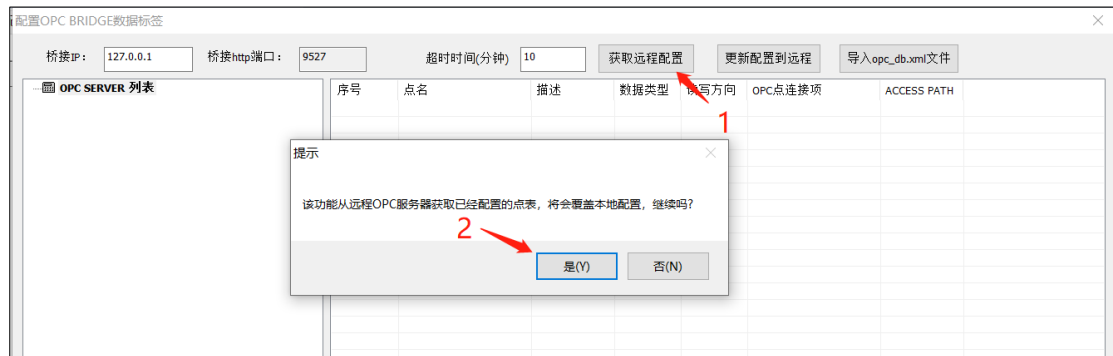 配置OPC BRIDGE数据标签
桥接IP: 127.0.0.1 桥接http端口: 9527 超时时间(分钟) 10 获取远程配置 更新配置到远程 导入opc_db.xml文件
OPC SERVER 列表
序号 点名 描述 数据类型 读写方向 OPC点连接项 ACCESS PATH
1
提示
该功能从远程OPC服务器获取已经配置的点表，将会覆盖本地配置，继续吗?
2
是(Y) 否(N)